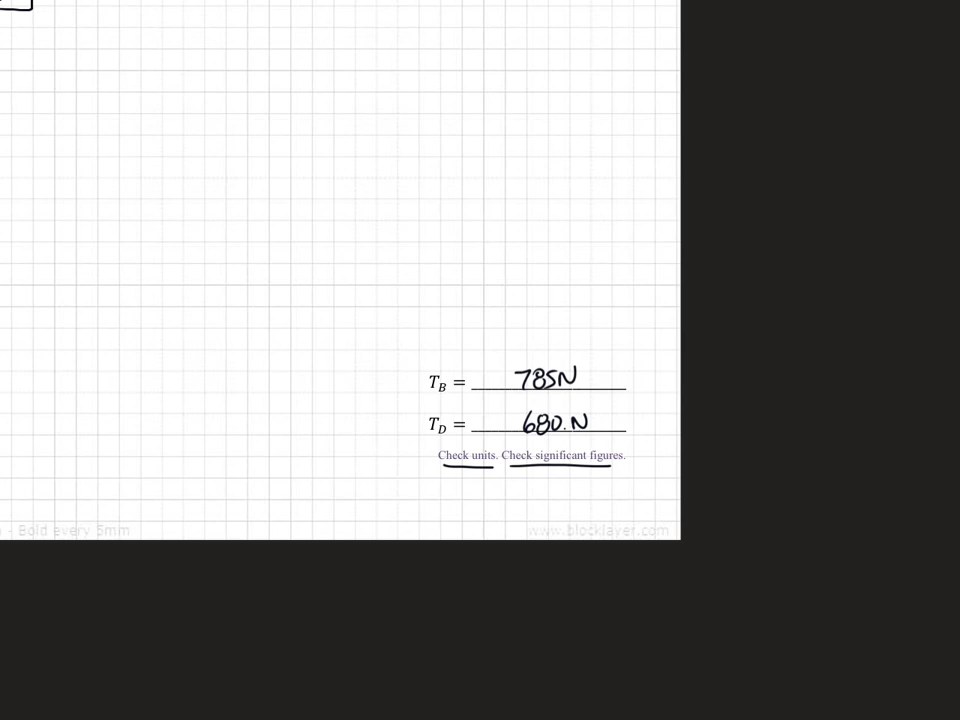 T_B = 785N
T_D = 680.N
Check units. Check significant figures.
- Bold every 5mm
www.blocklayer.com